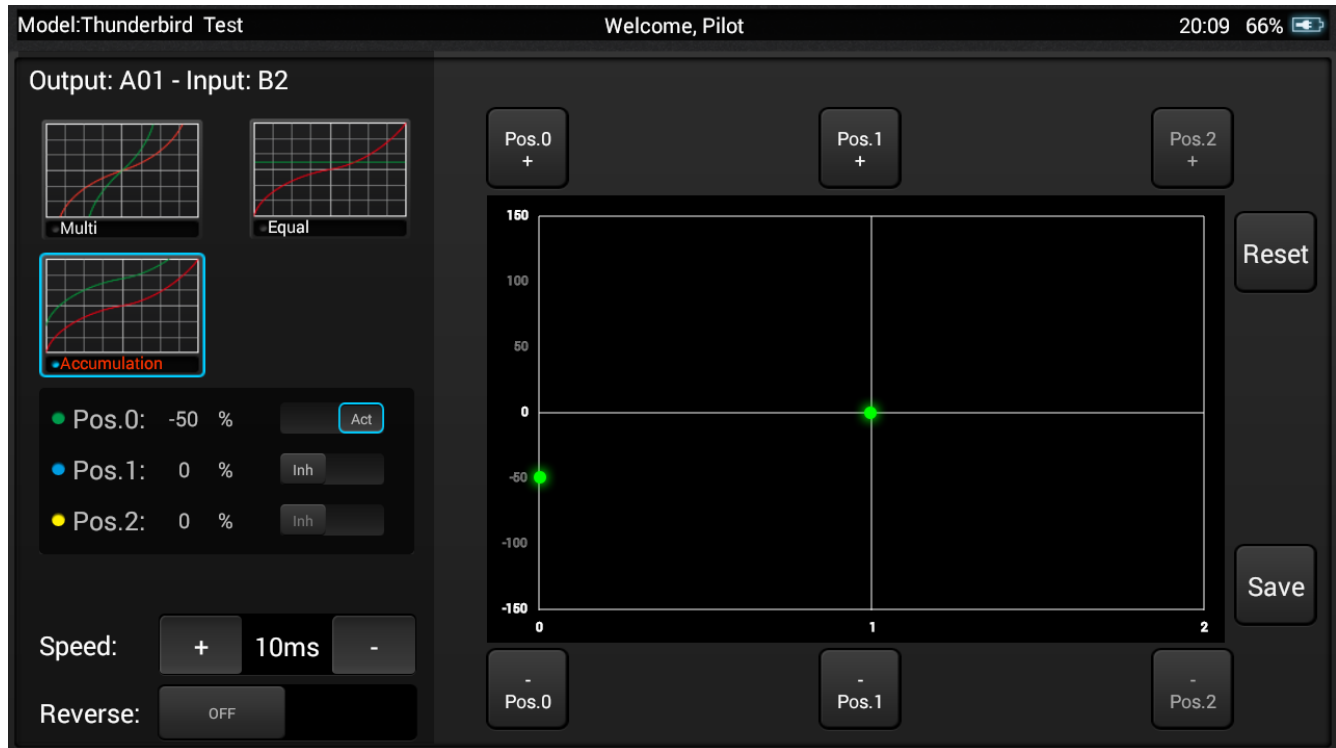 Model:Thunderbird Test
Welcome, Pilot
20:09 66%
Output: A01 - Input: B2
Multi
Equal
Accumulation
Pos.0: -50 % Act
Pos.1: 0 % Inh
Pos.2: 0 % Inh
Speed: + 10ms -
Reverse: OFF
Pos.0
+
Pos.1
+
Pos.2
+
150
100
50
0
-50
-100
-150
0 1 2
-
Pos.0
-
Pos.1
-
Pos.2
Reset
Save